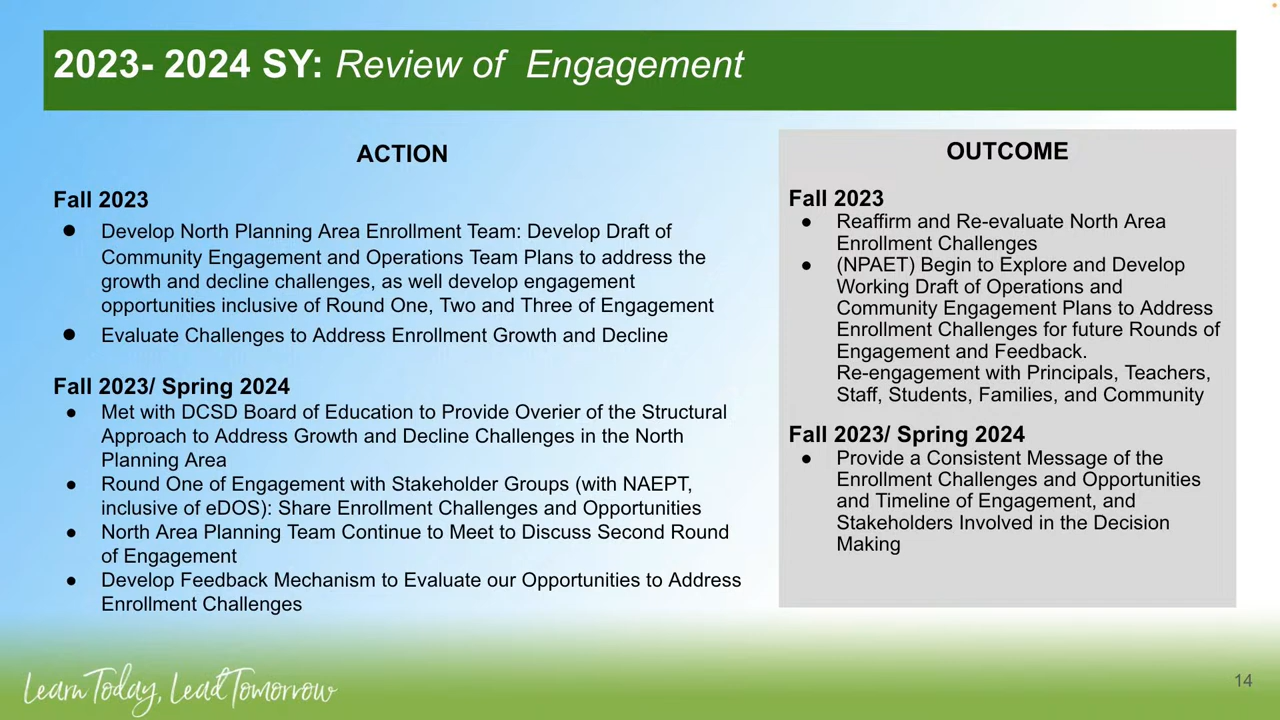 2023- 2024 SY: Review of Engagement
ACTION
Fall 2023
● Develop North Planning Area Enrollment Team: Develop Draft of
Community Engagement and Operations Team Plans to address the
growth and decline challenges, as well develop engagement
opportunities inclusive of Round One, Two and Three of Engagement
● Evaluate Challenges to Address Enrollment Growth and Decline
Fall 2023/ Spring 2024
● Met with DCSD Board of Education to Provide Overier of the Structural
Approach to Address Growth and Decline Challenges in the North
Planning Area
● Round One of Engagement with Stakeholder Groups (with NAEPT,
inclusive of eDOS): Share Enrollment Challenges and Opportunities
● North Area Planning Team Continue to Meet to Discuss Second Round
of Engagement
● Develop Feedback Mechanism to Evaluate our Opportunities to Address
Enrollment Challenges
OUTCOME
Fall 2023
● Reaffirm and Re-evaluate North Area
Enrollment Challenges
● (NPAET) Begin to Explore and Develop
Working Draft of Operations and
Community Engagement Plans to Address
Enrollment Challenges for future Rounds of
Engagement and Feedback.
Re-engagement with Principals, Teachers,
Staff, Students, Families, and Community
Fall 2023/ Spring 2024
● Provide a Consistent Message of the
Enrollment Challenges and Opportunities
and Timeline of Engagement, and
Stakeholders Involved in the Decision
Making
Learn Today, Lead Tomorrow
14